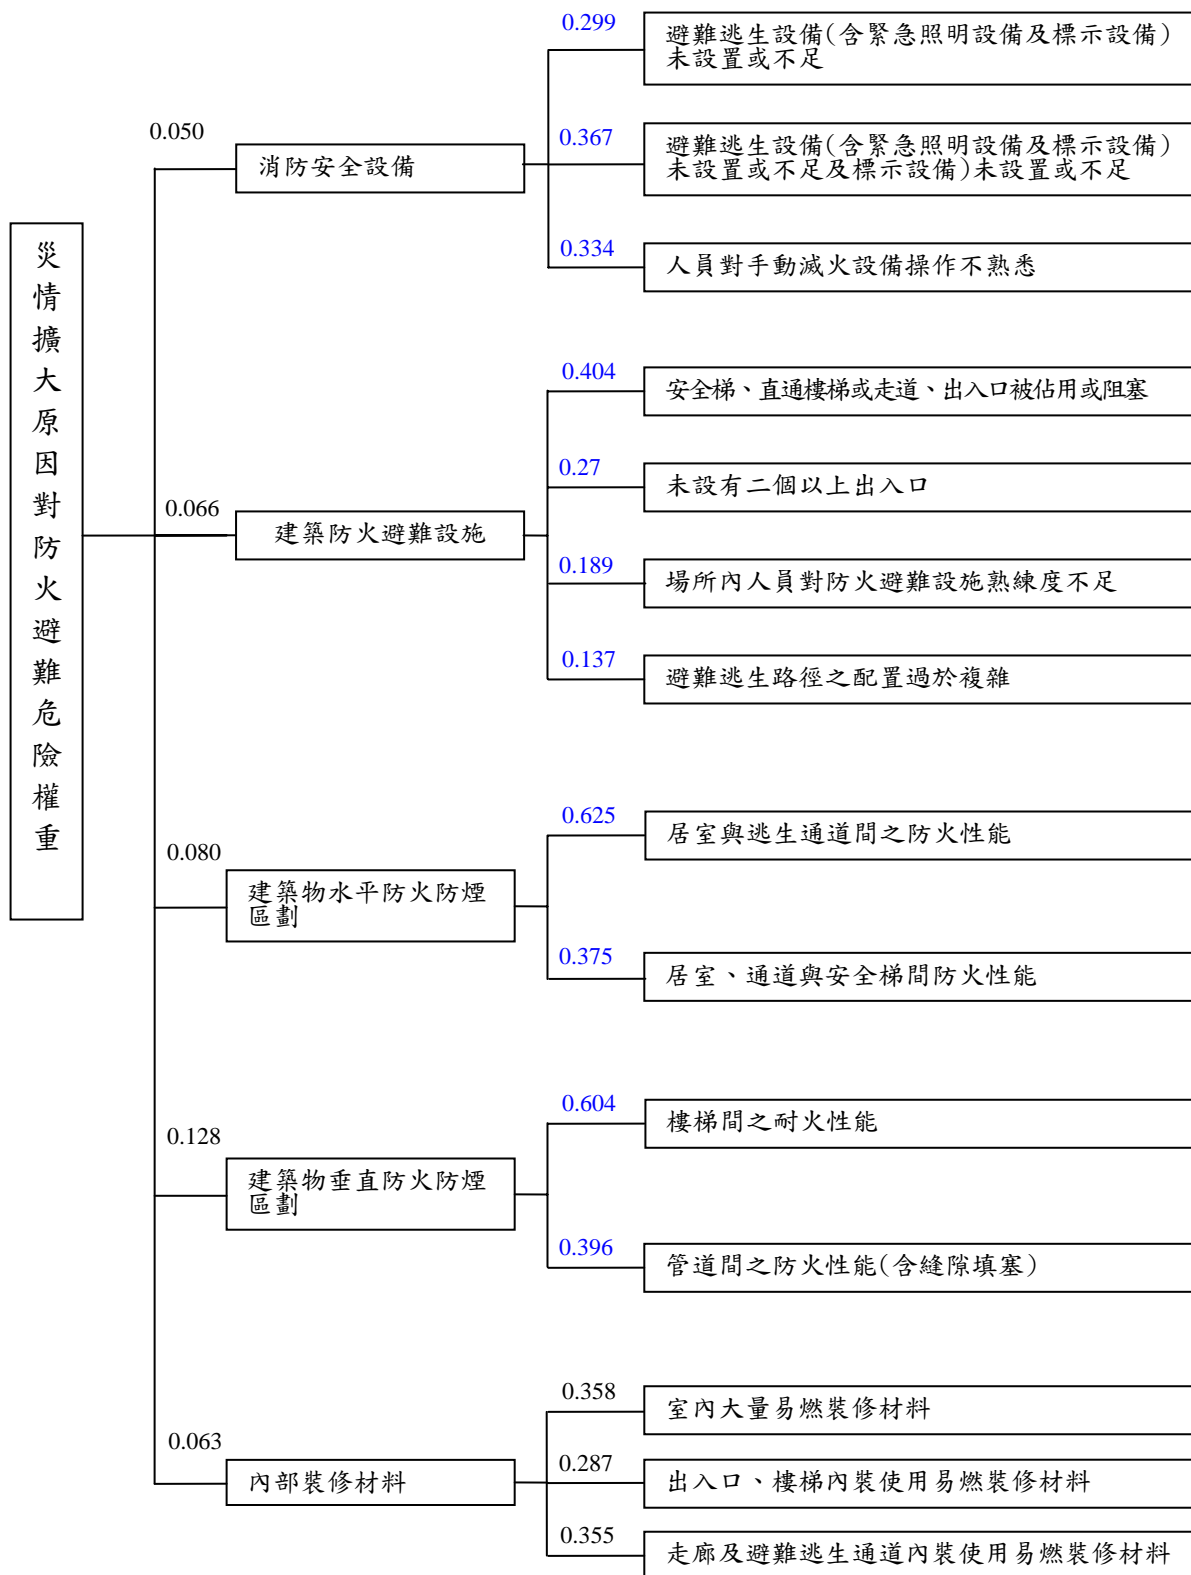 災情擴大原因對防火避難危險權重
0.050
消防安全設備
0.299
避難逃生設備(含緊急照明設備及標示設備)
未設置或不足
0.367
避難逃生設備(含緊急照明設備及標示設備)
未設置或不足及標示設備)未設置或不足
0.334
人員對手動滅火設備操作不熟悉
0.066
建築防火避難設施
0.404
安全梯、直通樓梯或走道、出入口被佔用或阻塞
0.27
未設有二個以上出入口
0.189
場所內人員對防火避難設施熟練度不足
0.137
避難逃生路徑之配置過於複雜
0.080
建築物水平防火防煙
區劃
0.625
居室與逃生通道間之防火性能
0.375
居室、通道與安全梯間防火性能
0.128
建築物垂直防火防煙
區劃
0.604
樓梯間之耐火性能
0.396
管道間之防火性能(含縫隙填塞)
0.063
內部裝修材料
0.358
室內大量易燃裝修材料
0.287
出入口、樓梯內裝使用易燃裝修材料
0.355
走廊及避難逃生通道內裝使用易燃裝修材料